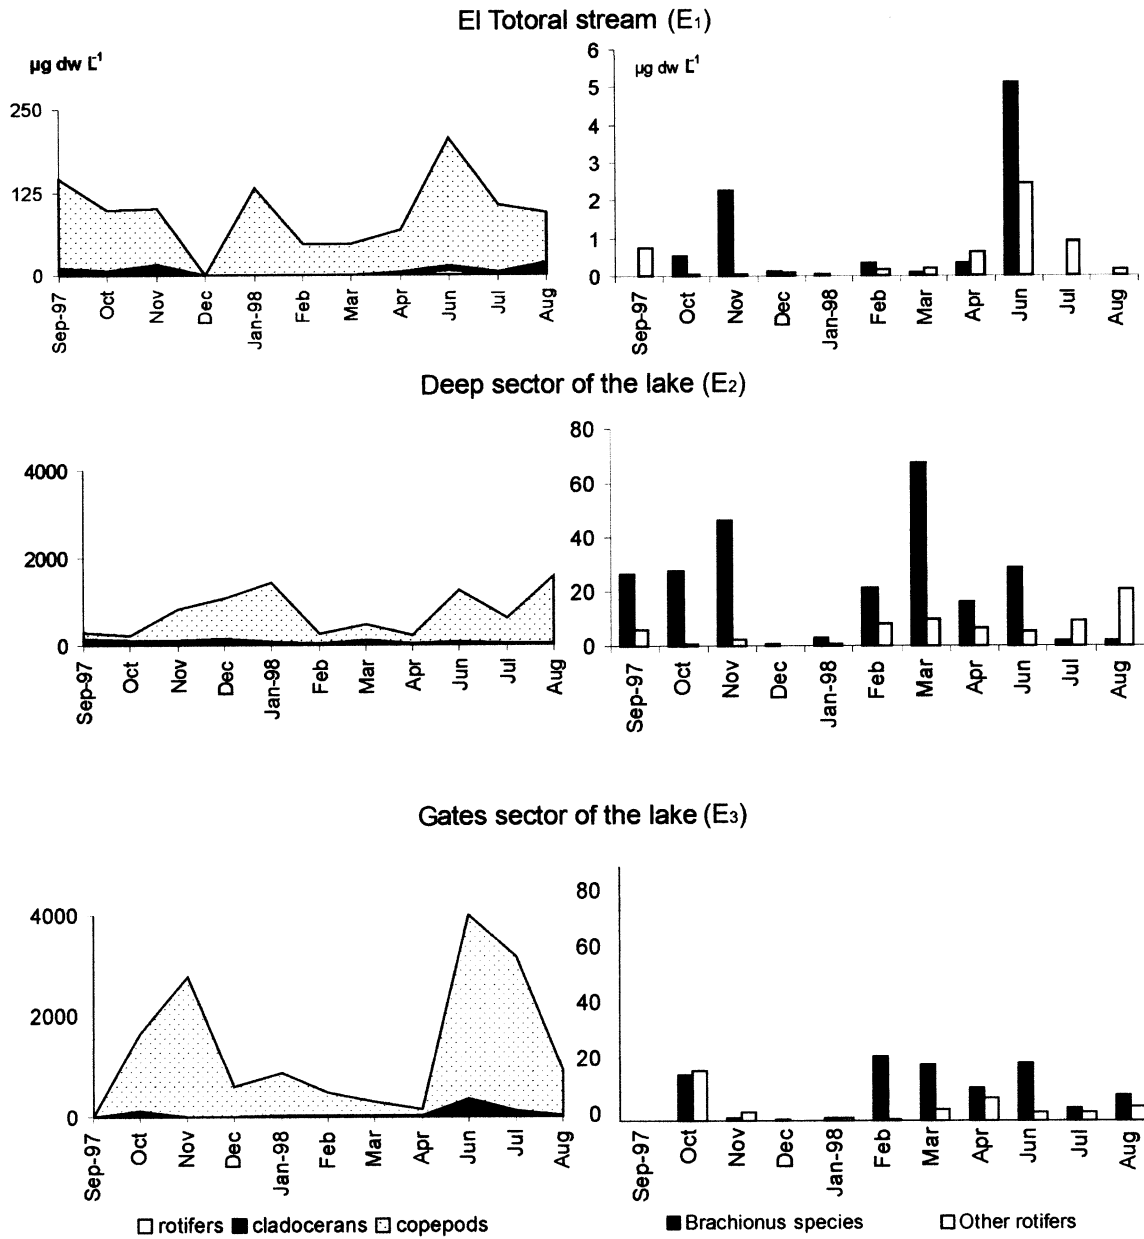 El Totoral stream (E1)
µg dw L-1
250
125
0
Sep-97
Oct
Nov
Dec
Jan-98
Feb
Mar
Apr
Jun
Jul
Aug
µg dw L-1
6
5
4
3
2
1
0
Sep-97
Oct
Nov
Dec
Jan-98
Feb
Mar
Apr
Jun
Jul
Aug
Deep sector of the lake (E2)
4000
2000
0
Sep-97
Oct
Nov
Dec
Jan-98
Feb
Mar
Apr
Jun
Jul
Aug
80
60
40
20
0
Sep-97
Oct
Nov
Dec
Jan-98
Feb
Mar
Apr
Jun
Jul
Aug
Gates sector of the lake (E3)
4000
2000
0
Sep-97
Oct
Nov
Dec
Jan-98
Feb
Mar
Apr
Jun
Jul
Aug
rotifers cladocerans copepods
80
60
40
20
0
Sep-97
Oct
Nov
Dec
Jan-98
Feb
Mar
Apr
Jun
Jul
Aug
Brachionus species Other rotifers